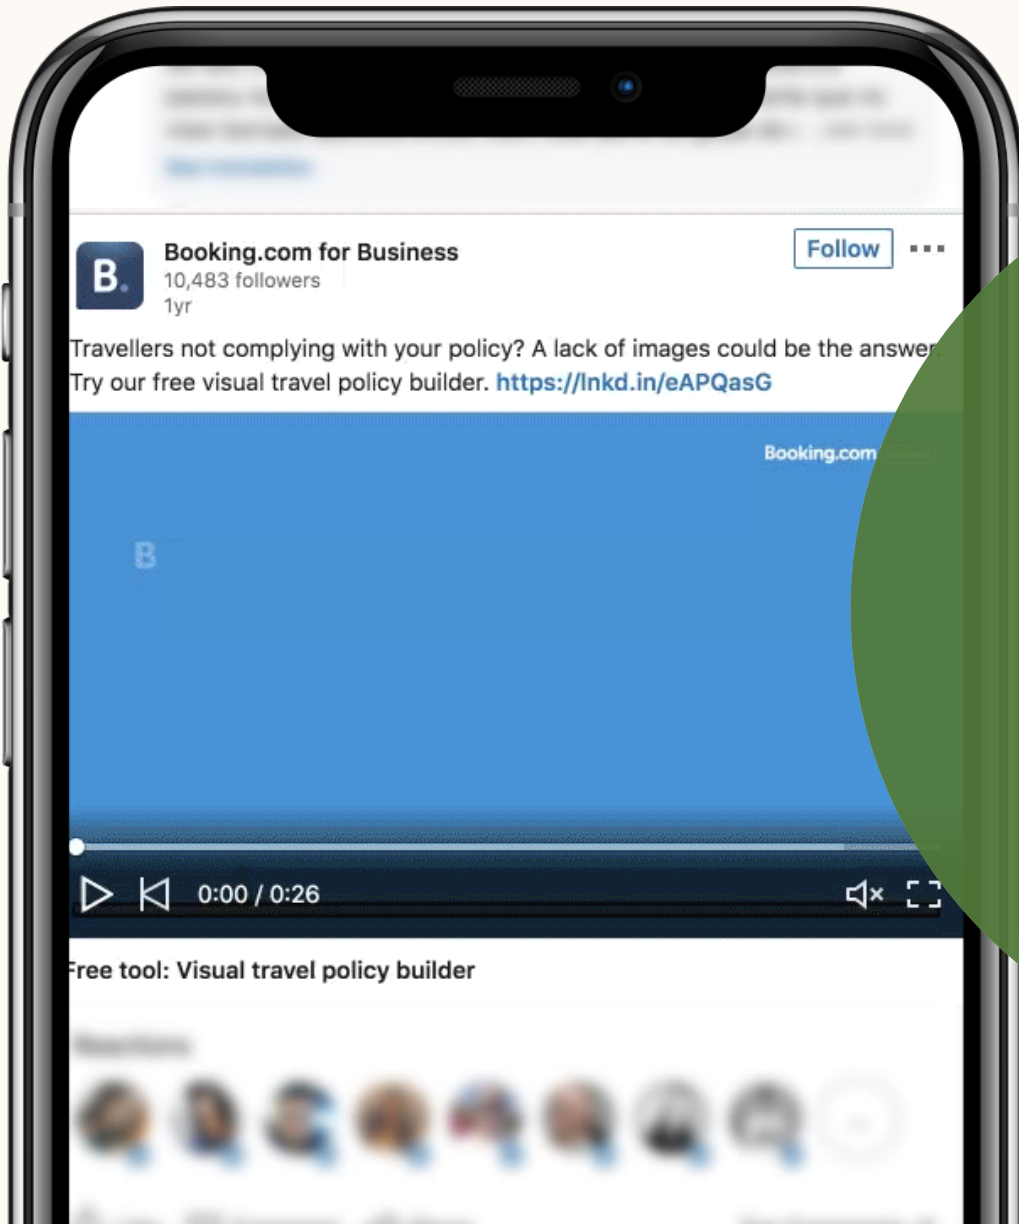 Booking.com for Business
Follow
10,483 followers
1yr
Travellers not complying with your policy? A lack of images could be the answer.
Try our free visual travel policy builder. https://lnkd.in/eAPQasG
Booking.com
B
0:00 / 0:26
Free tool: Visual travel policy builder
Reactions